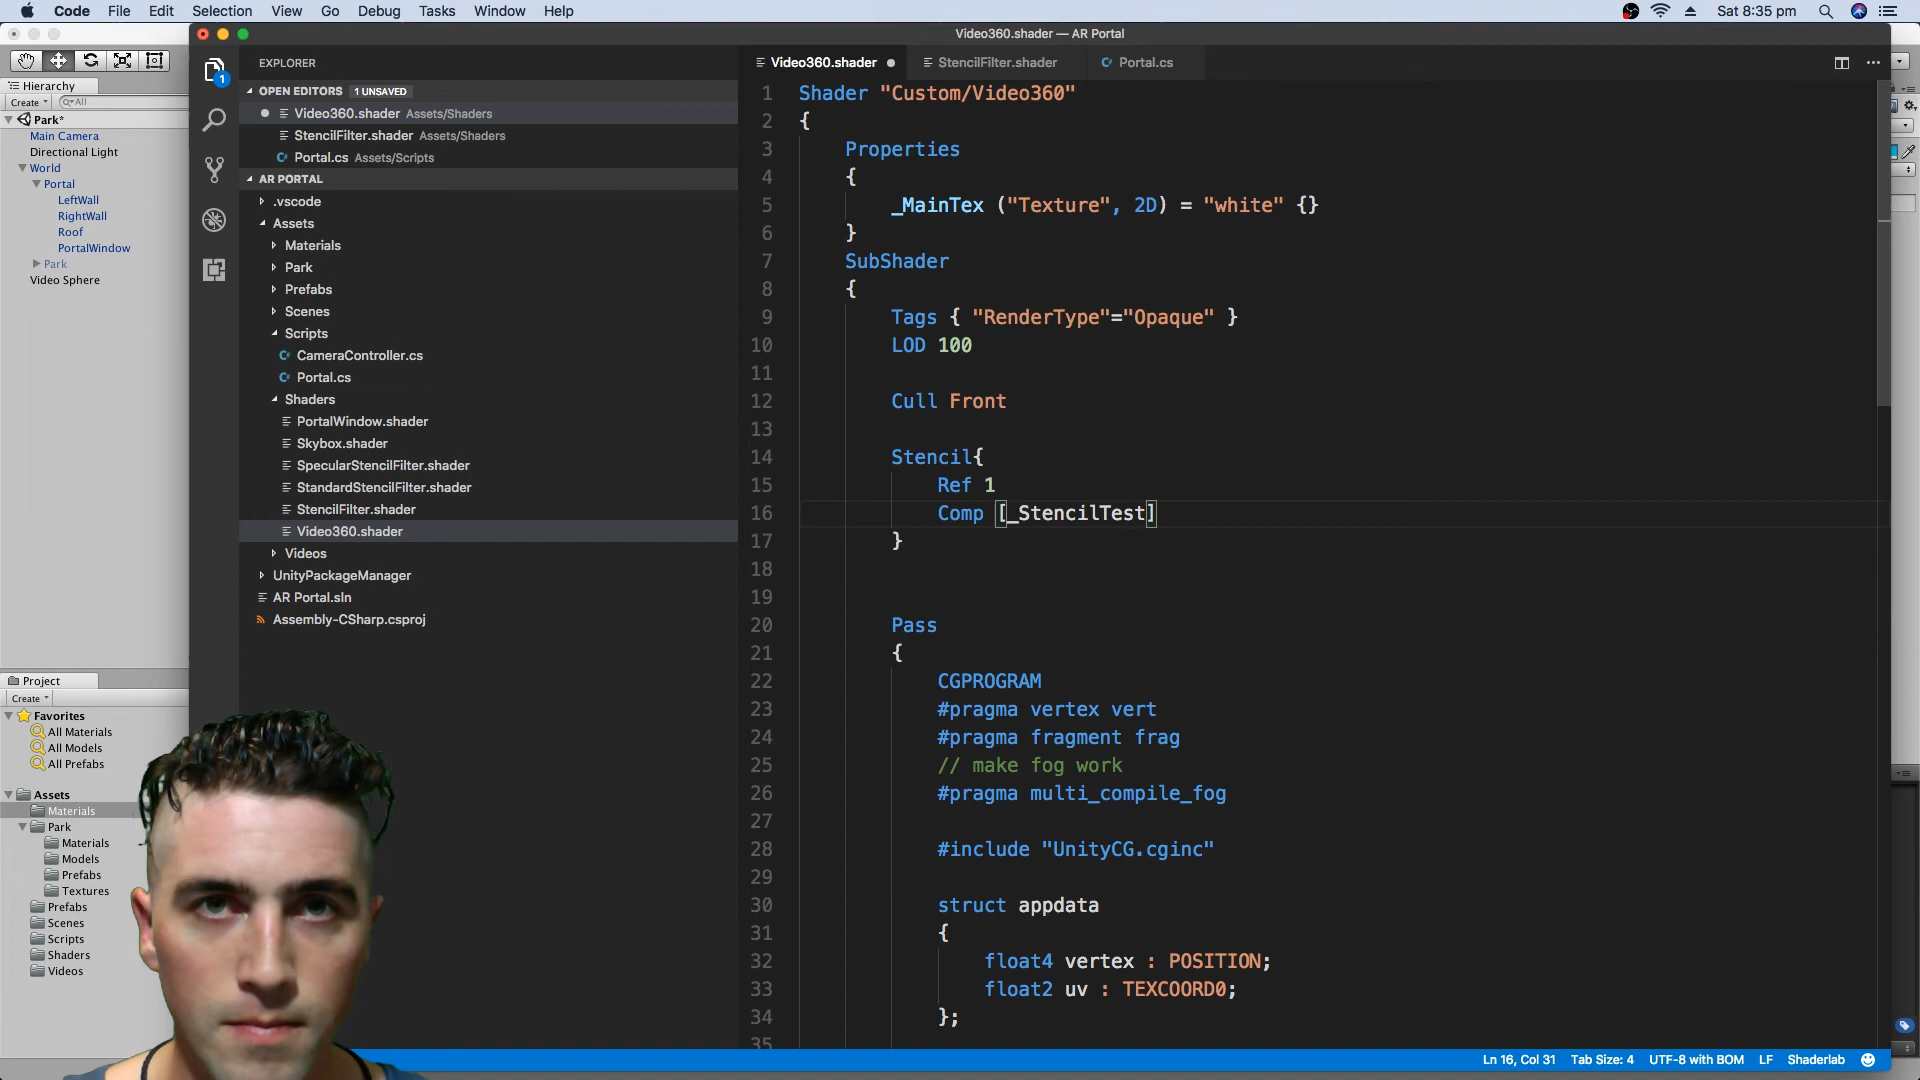 Code File Edit Selection View Go Debug Tasks Window Help
Sat 8:35 pm
Video360.shader — AR Portal
Hierarchy
Create
All
Park*
Main Camera
Directional Light
World
Portal
LeftWall
RightWall
Roof
PortalWindow
Park
Video Sphere
Project
Create
Favorites
All Materials
All Models
All Prefabs
Assets
Materials
Park
Materials
Models
Prefabs
Textures
Prefabs
Scenes
Scripts
Shaders
Videos
EXPLORER
OPEN EDITORS 1 UNSAVED
Video360.shader Assets/Shaders
StencilFilter.shader Assets/Shaders
Portal.cs Assets/Scripts
AR PORTAL
.vscode
Assets
Materials
Park
Prefabs
Scenes
Scripts
CameraController.cs
Portal.cs
Shaders
PortalWindow.shader
Skybox.shader
SpecularStencilFilter.shader
StandardStencilFilter.shader
StencilFilter.shader
Video360.shader
Videos
UnityPackageManager
AR Portal.sln
Assembly-CSharp.csproj
1
Video360.shader StencilFilter.shader Portal.cs
1 Shader "Custom/Video360"
2 {
3 Properties
4 {
5 _MainTex ("Texture", 2D) = "white" {}
6 }
7 SubShader
8 {
9 Tags { "RenderType"="Opaque" }
10 LOD 100
11
12 Cull Front
13
14 Stencil{
15 Ref 1
16 Comp [_StencilTest]
17 }
18
19
20 Pass
21 {
22 CGPROGRAM
23 #pragma vertex vert
24 #pragma fragment frag
25 // make fog work
26 #pragma multi_compile_fog
27
28 #include "UnityCG.cginc"
29
30 struct appdata
31 {
32 float4 vertex : POSITION;
33 float2 uv : TEXCOORD0;
34 };
35
Ln 16, Col 31 Tab Size: 4 UTF-8 with BOM LF Shaderlab